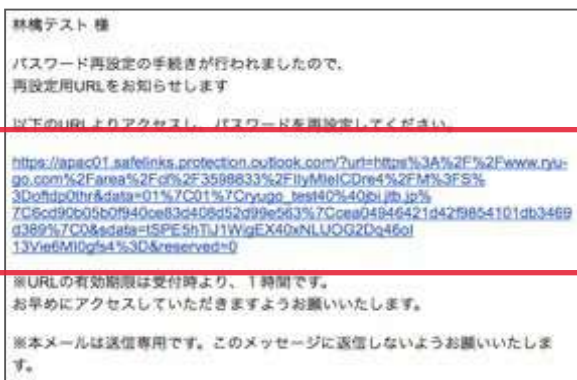 林檎テスト 様
パスワード再設定の手続きが行われましたので、
再設定用URLをお知らせします
以下のURLよりアクセスし、パスワードを再設定してください。
https://apac01.safelinks.protection.outlook.com/?url=https%3A%2F%2Fwww.ryu-
go.com%2Farea%2Fcf%2F3598833%2FIlyMIeICDre4%2FM%3FS%
3Doftdp0thr&data=01%7C01%7Cryugo_test40%40jbi.jtb.jp%
7C6cd90b05b0f940ce83d408d52d99e563%7Ccea04946421d42f9854101db3469
d389%7C0&sdata=tSPE5hTlJ1WigEX40xNLUOG2Dq46oI
13Vie6MI0gfs4%3D&reserved=0
※URLの有効期限は受付時より、１時間です。
お早めにアクセスしていただきますようお願いいたします。
※本メールは送信専用です。このメッセージに返信しないようお願いいたしま
す。